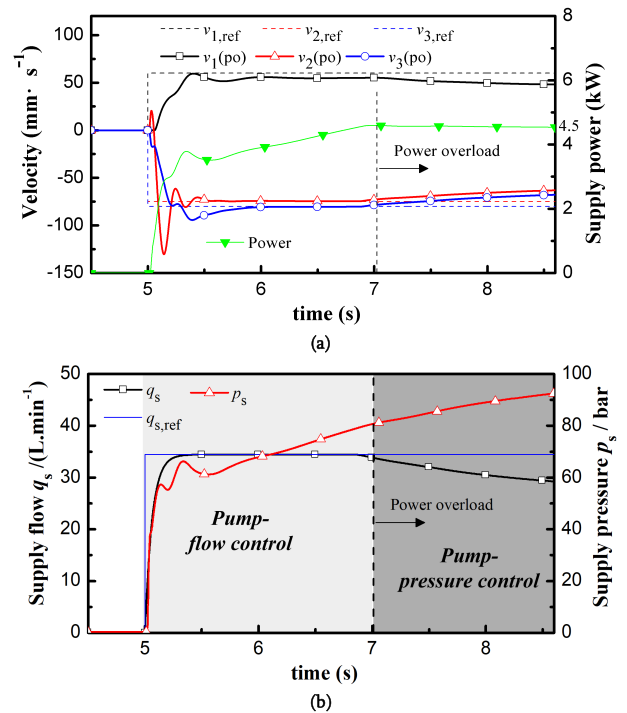 v1,ref v2,ref v3,ref
v1(po) v2(po) v3(po)
Velocity (mm· s−1)
100
50
0
-50
-100
-150
Supply power (kW)
8
6
4.5
4
2
0
Power overload
Power
5 6 7 8
time (s)
(a)
qs ps
qs,ref
Supply flow qs /(L.min-1)
50
40
30
20
10
0
Supply pressure ps / bar
100
80
60
40
20
0
Power overload
Pump-
flow control
Pump-
pressure control
5 6 7 8
time (s)
(b)